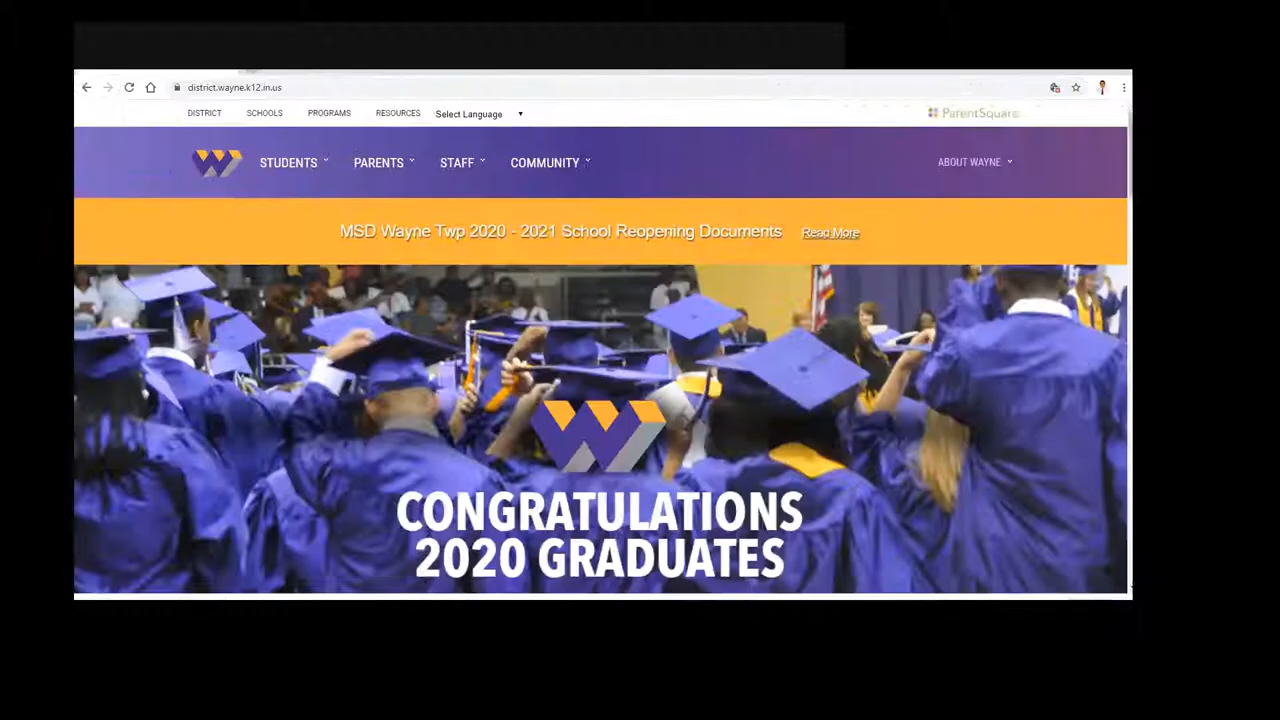 district.wayne.k12.in.us
DISTRICT SCHOOLS PROGRAMS RESOURCES Select Language ParentSquare
STUDENTS PARENTS STAFF COMMUNITY ABOUT WAYNE
MSD Wayne Twp 2020 - 2021 School Reopening Documents Read More
W
CONGRATULATIONS
2020 GRADUATES